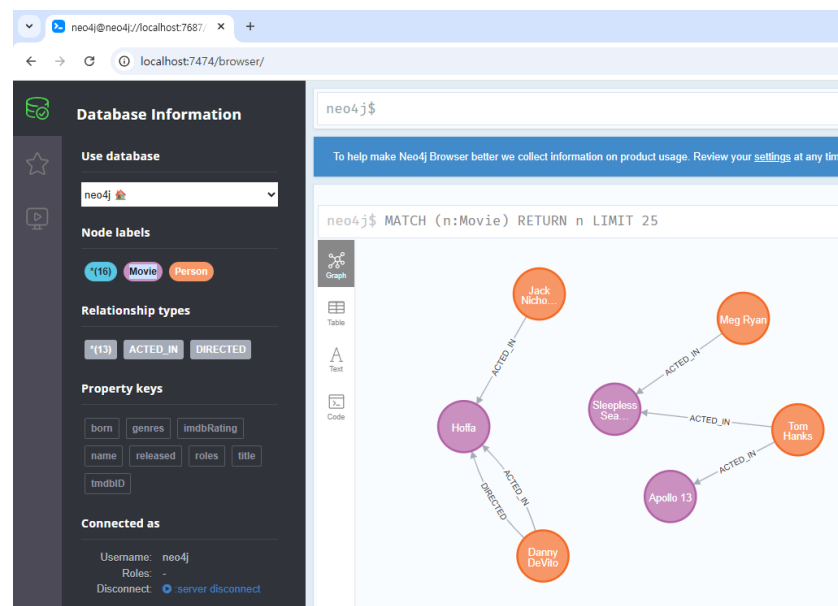 neo4j@neo4j://localhost:7687/
localhost:7474/browser/
Database Information
Use database
neo4j
Node labels
*(16) Movie Person
Relationship types
*(13) ACTED_IN DIRECTED
Property keys
born genres imdbRating
name released roles title
tmdbID
Connected as
Username: neo4j
Roles: -
Disconnect: :server disconnect
neo4j$
To help make Neo4j Browser better we collect information on product usage. Review your settings at any tim
neo4j$ MATCH (n:Movie) RETURN n LIMIT 25
Graph
Table
Text
Code
Jack
Nicho...
Meg Ryan
ACTED_IN
ACTED_IN
Sleepless
Sea...
Hoffa
ACTED_IN
Tom
Hanks
ACTED_IN
Apollo 13
DIRECTED
ACTED_IN
Danny
DeVito